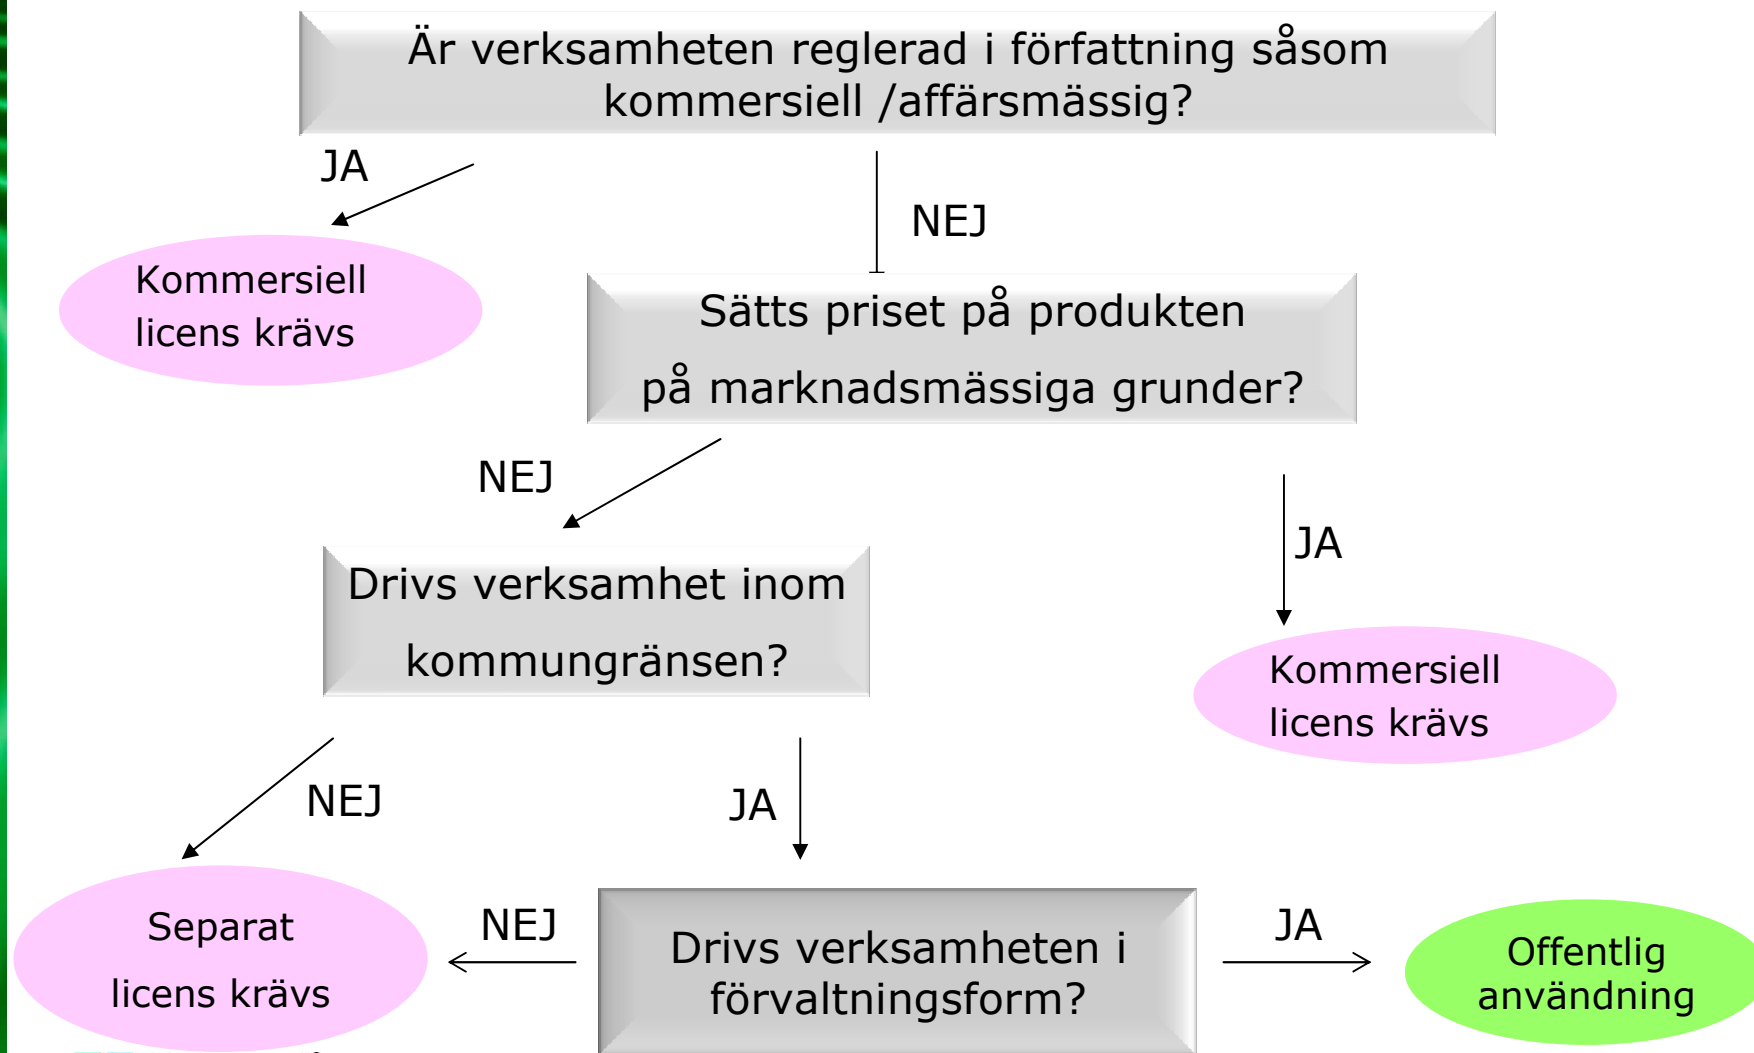 Är verksamheten reglerad i författning såsom
kommersiell /affärsmässig?
JA
NEJ
Kommersiell
licens krävs
Sätts priset på produkten
på marknadsmässiga grunder?
NEJ
JA
Drivs verksamhet inom
kommungränsen?
Kommersiell
licens krävs
NEJ
JA
Separat
licens krävs
NEJ
Drivs verksamheten i
förvaltningsform?
JA
Offentlig
användning